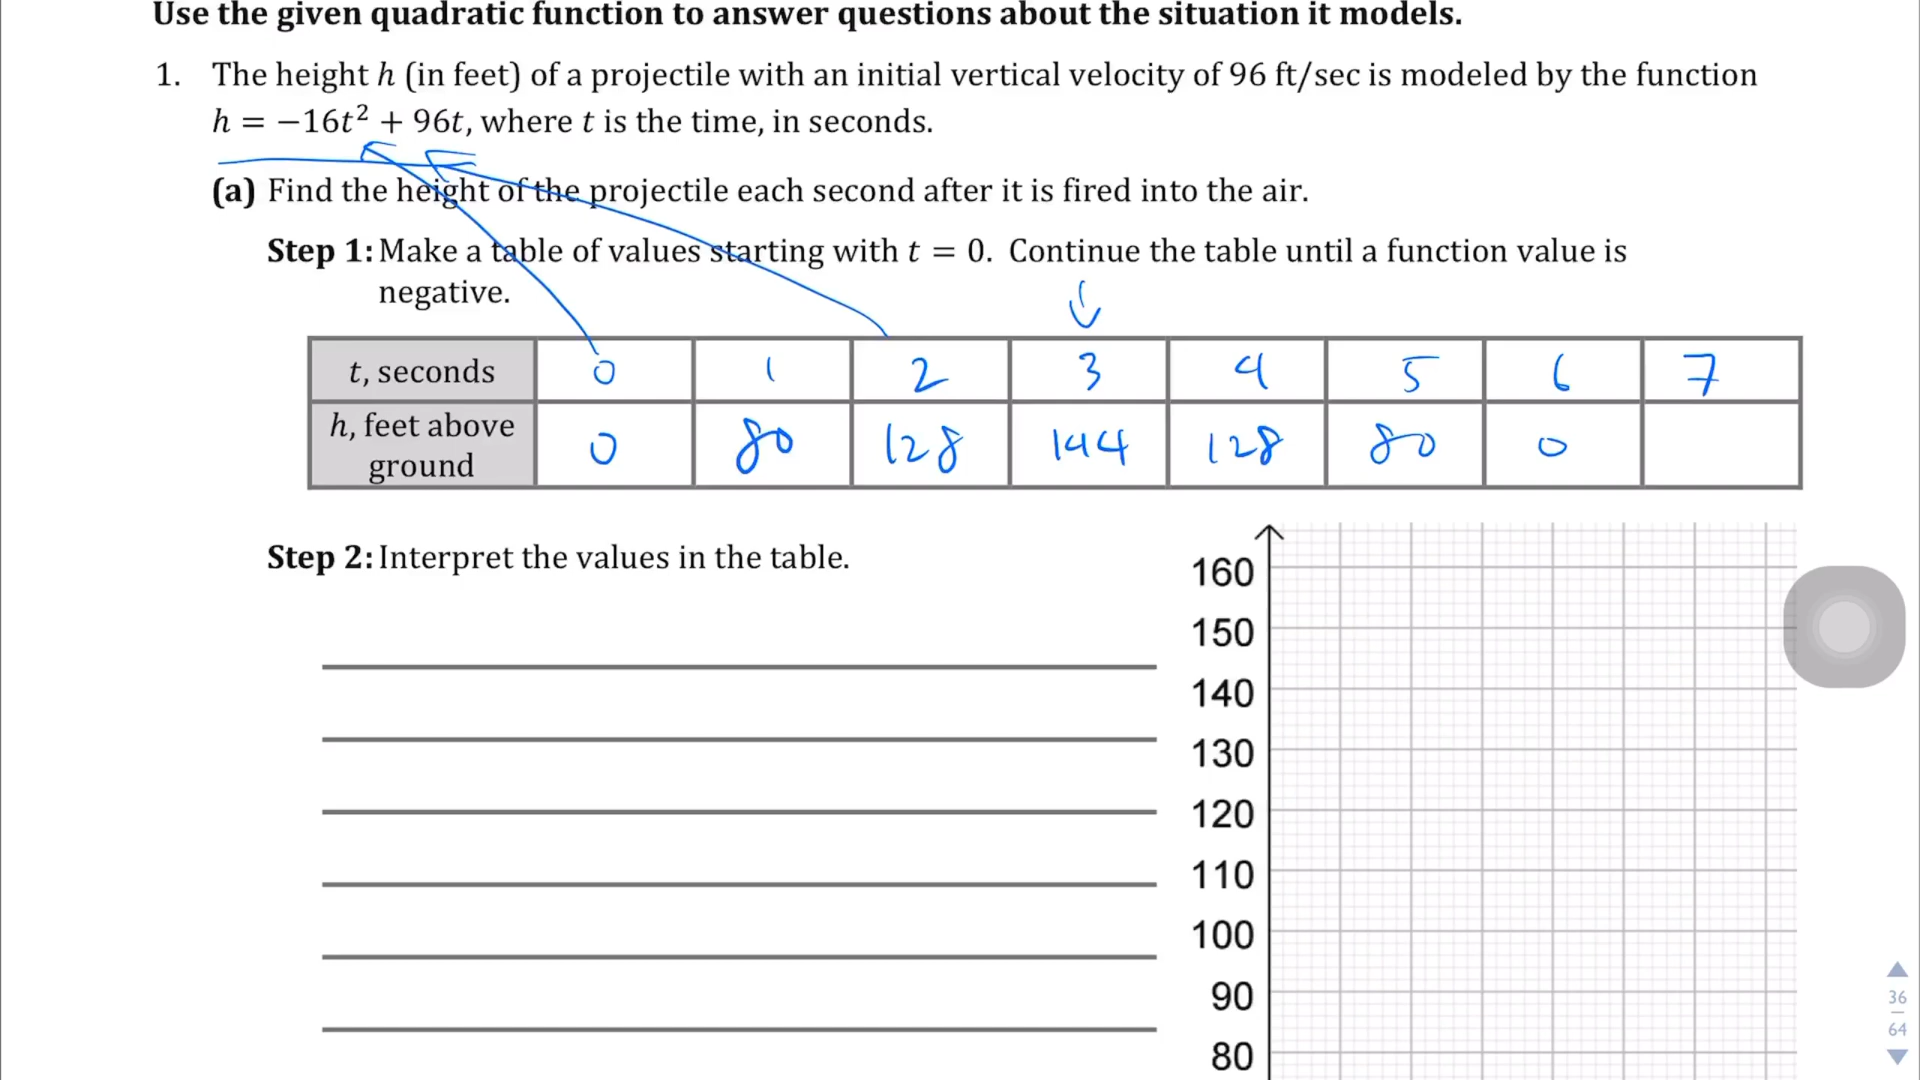 Use the given quadratic function to answer questions about the situation it models.
1. The height h (in feet) of a projectile with an initial vertical velocity of 96 ft/sec is modeled by the function
h = −16t² + 96t, where t is the time, in seconds.
(a) Find the height of the projectile each second after it is fired into the air.
Step 1: Make a table of values starting with t = 0. Continue the table until a function value is
negative.
t, seconds 0 1 2 3 4 5 6 7
h, feet above
ground 0 80 128 144 128 80 0
Step 2: Interpret the values in the table.
160
150
140
130
120
110
100
90
80
36
64